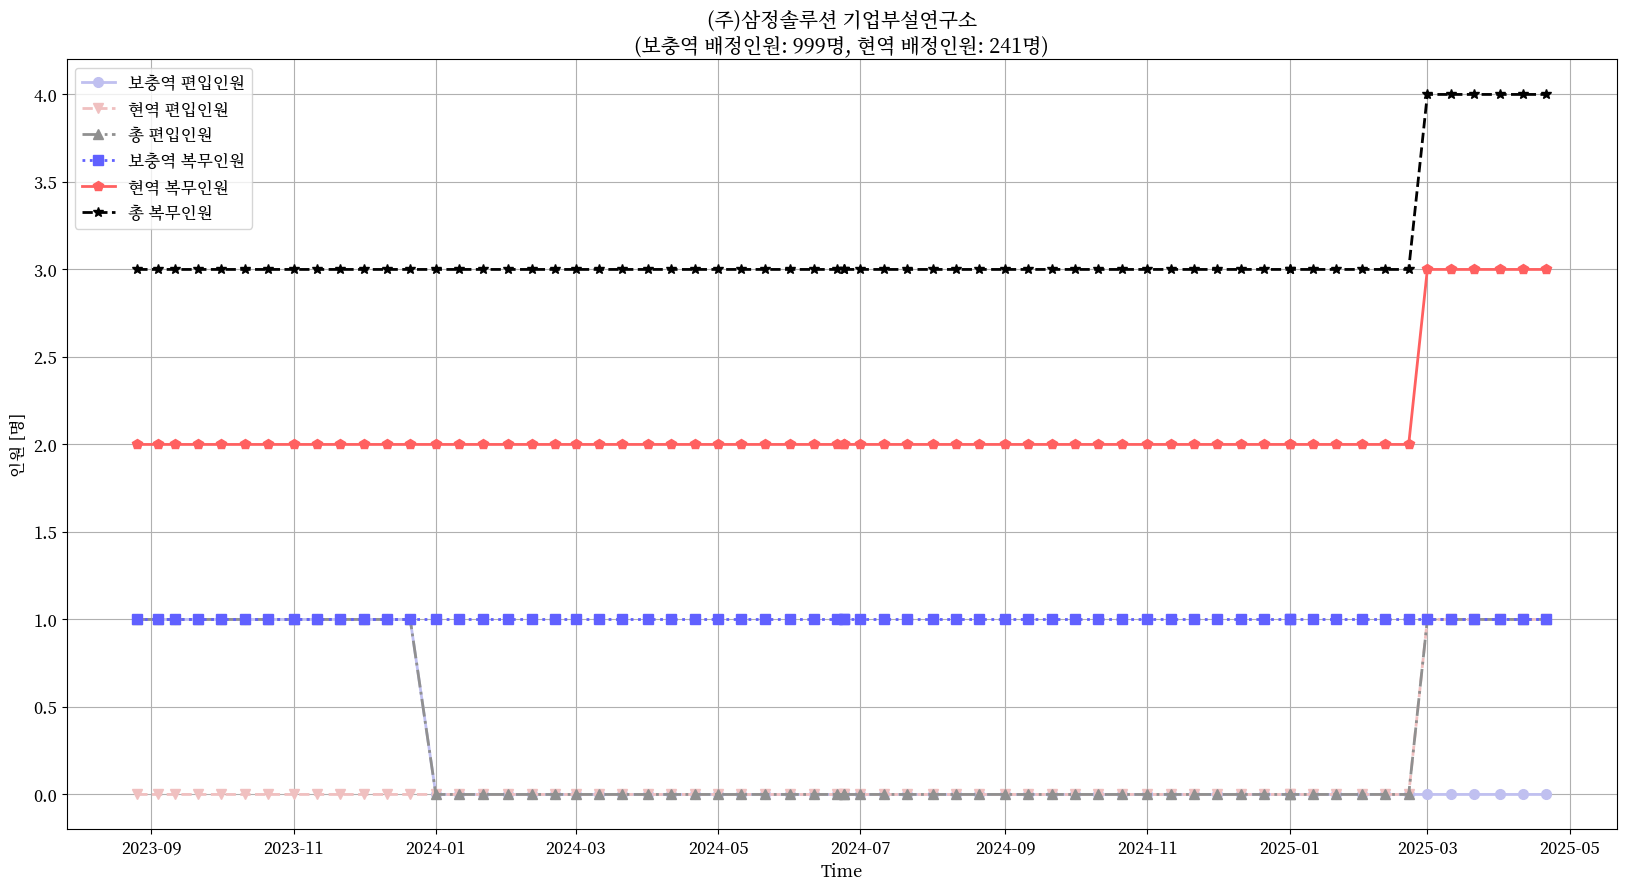 (주)삼정솔루션 기업부설연구소
(보충역 배정인원: 999명, 현역 배정인원: 241명)
보충역 편입인원
현역 편입인원
총 편입인원
보충역 복무인원
현역 복무인원
총 복무인원
4.0
3.5
3.0
2.5
2.0
1.5
1.0
0.5
0.0
인원 [명]
2023-09 2023-11 2024-01 2024-03 2024-05 2024-07 2024-09 2024-11 2025-01 2025-03 2025-05
Time